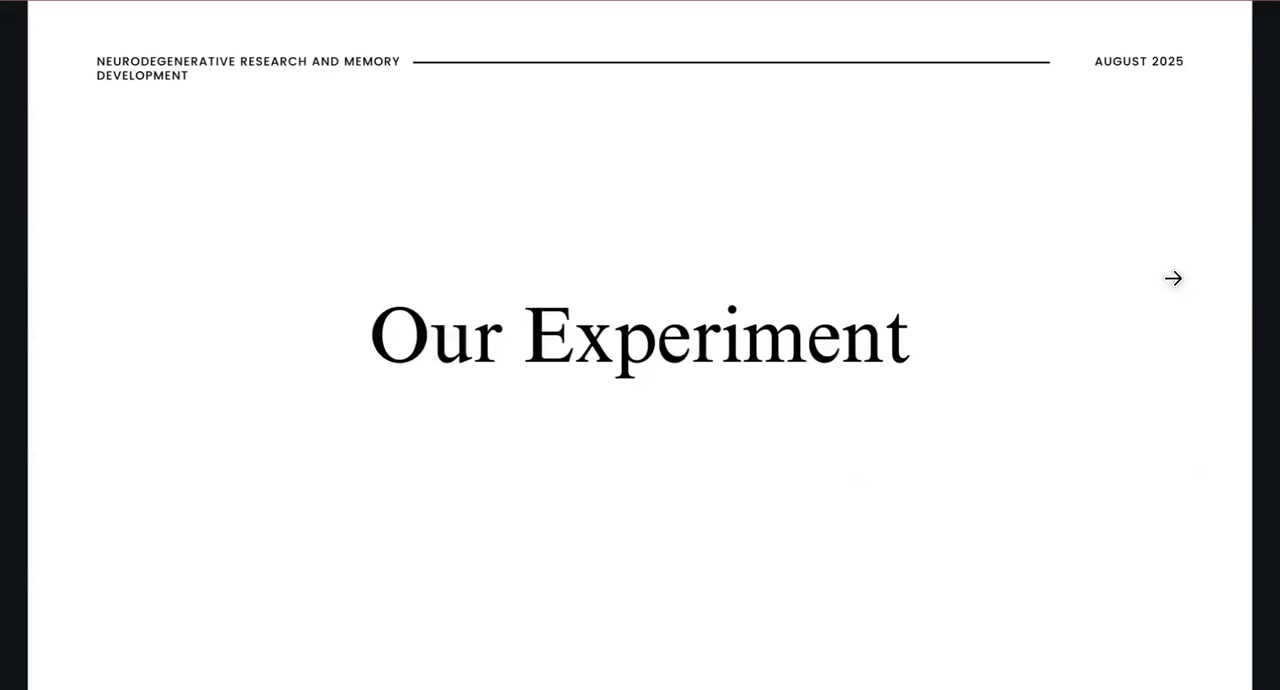 NEURODEGENERATIVE RESEARCH AND MEMORY
DEVELOPMENT
AUGUST 2025
Our Experiment